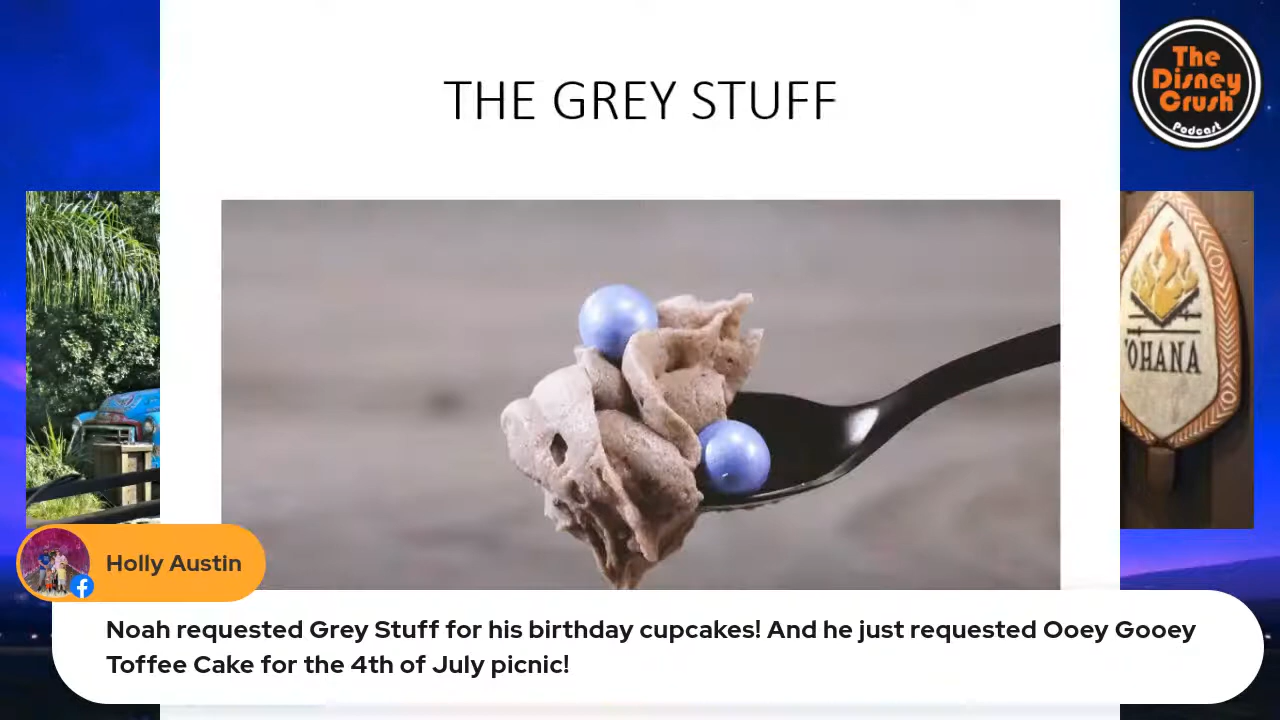 THE GREY STUFF
The
Disney
Crush
Podcast
OHANA
Holly Austin
Noah requested Grey Stuff for his birthday cupcakes! And he just requested Ooey Gooey
Toffee Cake for the 4th of July picnic!